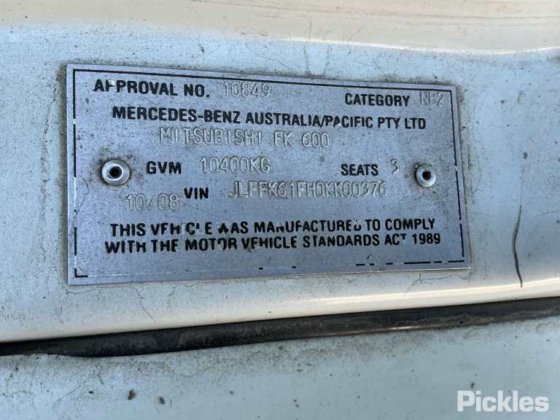 APPROVAL NO. 10849 CATEGORY NB2
MERCEDES-BENZ AUSTRALIA/PACIFIC PTY LTD
MITSUBISHI FK 600
GVM 10400KG SEATS 3
10/08 VIN JLFFK61FH0KK00376
THIS VEHICLE WAS MANUFACTURED TO COMPLY
WITH THE MOTOR VEHICLE STANDARDS ACT 1989
Pickles